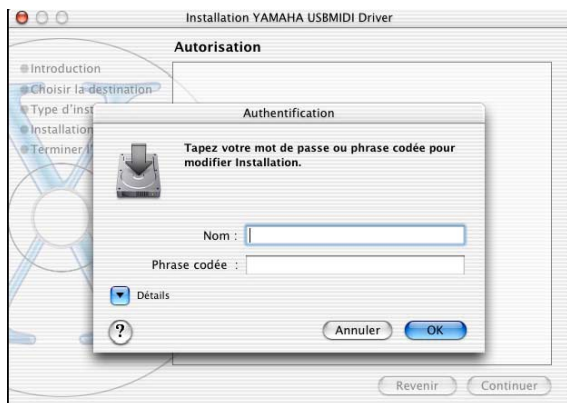 Installation YAMAHA USBMIDI Driver
Autorisation
Introduction
Choisir la destination
Type d'inst
Installation
Terminer l'
Authentification
Tapez votre mot de passe ou phrase codée pour
modifier Installation.
Nom :
Phrase codée :
Détails
?
Annuler
OK
Revenir
Continuer